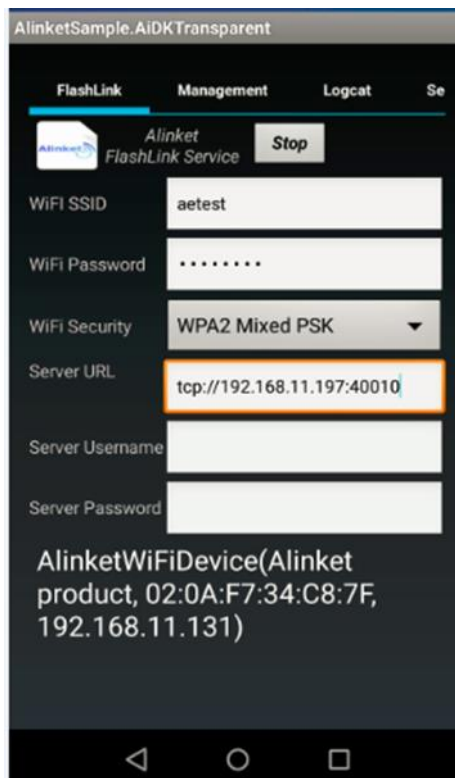 AlinketSample.AiDKTransparent
FlashLink Management Logcat Se
Alinket
Alinket
FlashLink Service
Stop
WiFI SSID
aetest
WiFi Password
········
WiFi Security
WPA2 Mixed PSK
Server URL
tcp://192.168.11.197:40010
Server Username
Server Password
AlinketWiFiDevice(Alinket
product, 02:0A:F7:34:C8:7F,
192.168.11.131)